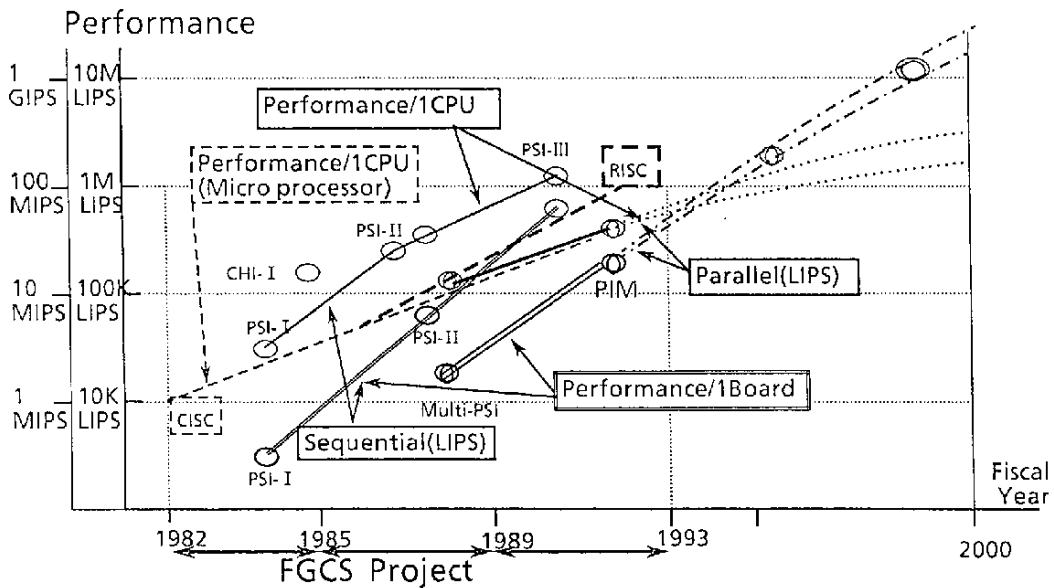 Performance
1
GIPS
10M
LIPS
Performance/1CPU
PSI-III
RISC
Performance/1CPU
(Micro processor)
100
MIPS
1M
LIPS
PSI-II
CHI-I
Parallel(LIPS)
PIM
10
MIPS
100K
LIPS
PSI-I
PSI-II
Performance/1Board
1
MIPS
10K
LIPS
CISC
Multi-PSI
Sequential(LIPS)
PSI-I
Fiscal
Year
1982
1985
1989
1993
2000
FGCS Project